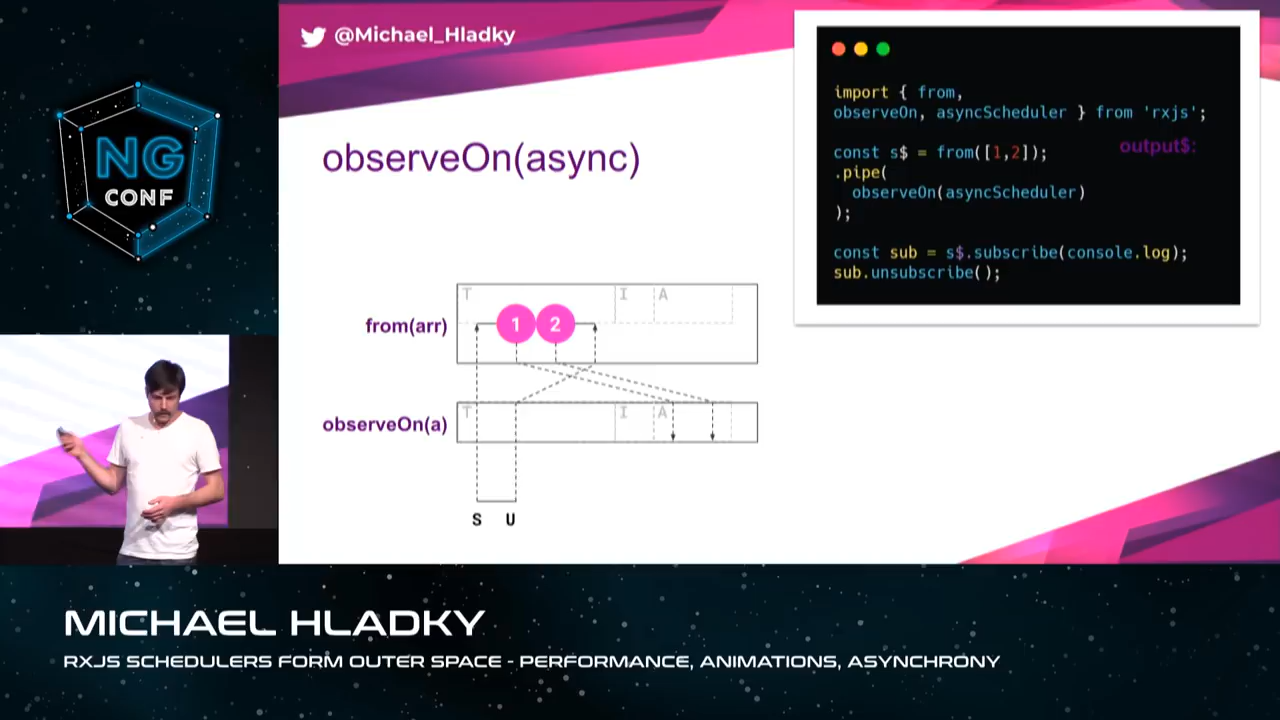 @Michael_Hladky
NG
CONF
observeOn(async)
import { from,
observeOn, asyncScheduler } from 'rxjs';
const s$ = from([1,2]);
.pipe(
observeOn(asyncScheduler)
);
const sub = s$.subscribe(console.log);
sub.unsubscribe();
output$:
from(arr)
T
I
A
1
2
observeOn(a)
T
I
A
S U
MICHAEL HLADKY
RXJS SCHEDULERS FORM OUTER SPACE - PERFORMANCE, ANIMATIONS, ASYNCHRONY